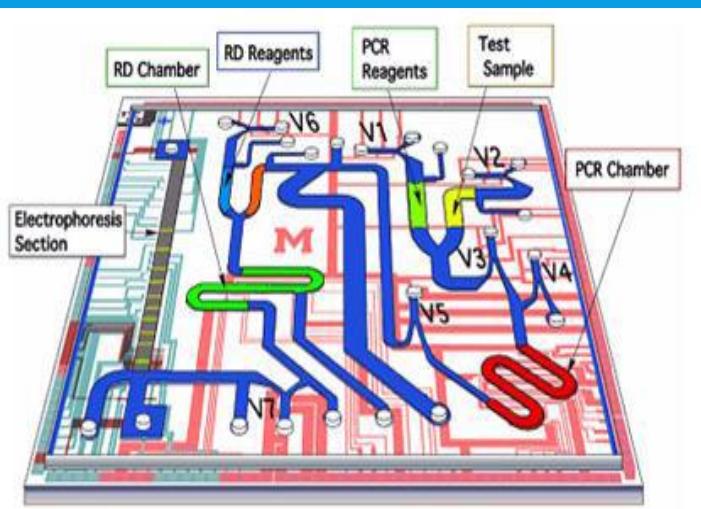 RD Chamber
RD Reagents
PCR
Reagents
Test
Sample
PCR Chamber
V6
V1
V2
Electrophoresis
Section
M
V3
V4
V5
V7